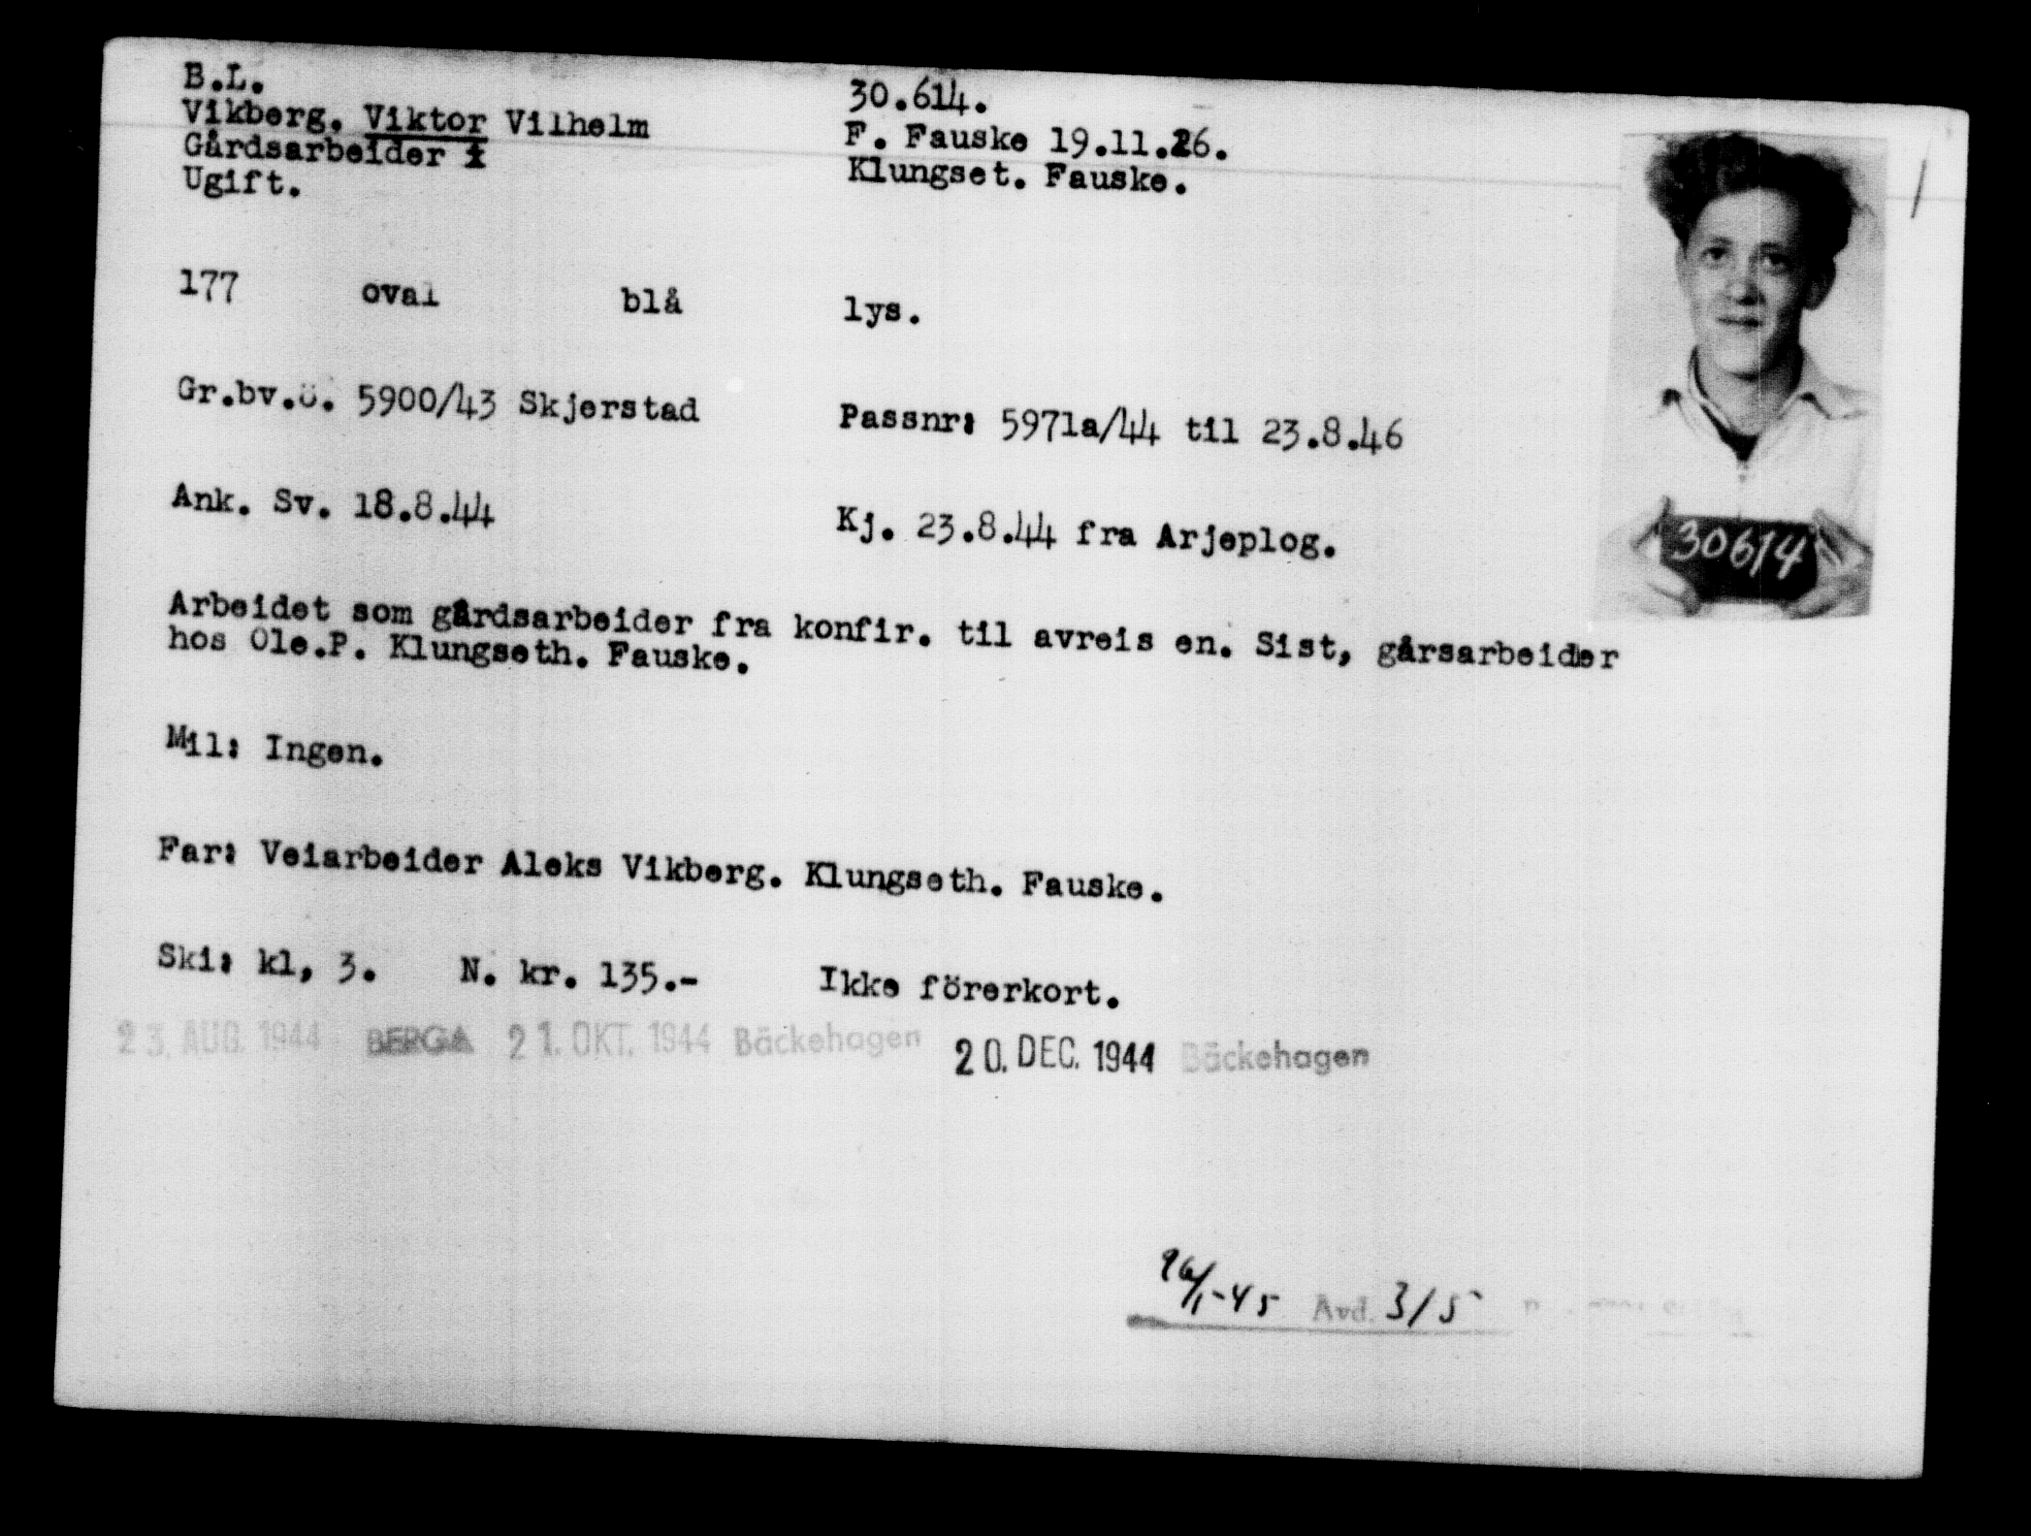 B.L.
30.614.
Vikberg. Viktor Vilhelm
F. Fauske 19.11.26.
Gårdsarbeider
Klungset. Fauske.
Ugift.
177 oval blå lys.
Gr.bv.ö. 5900/43 Skjerstad
Passnr: 5971a/44 til 23.8.46
Ank. Sv. 18.8.44
Kj. 23.8.44 fra Arjeplog.
30614
Arbeidet som gårdsarbeider fra konfir. til avreis en. Sist, gårsarbeider
hos Ole.P. Klungseth. Fauske.
Mil: Ingen.
Far: Veiarbeider Aleks Vikberg. Klungseth. Fauske.
Ski: kl, 3. N. kr. 135.- Ikke förerkort.
23. AUG. 1944 BERGA 21. OKT. 1944 Bäckehagen 20. DEC. 1944 Bäckehagen
26/1-45 Avd. 3/5